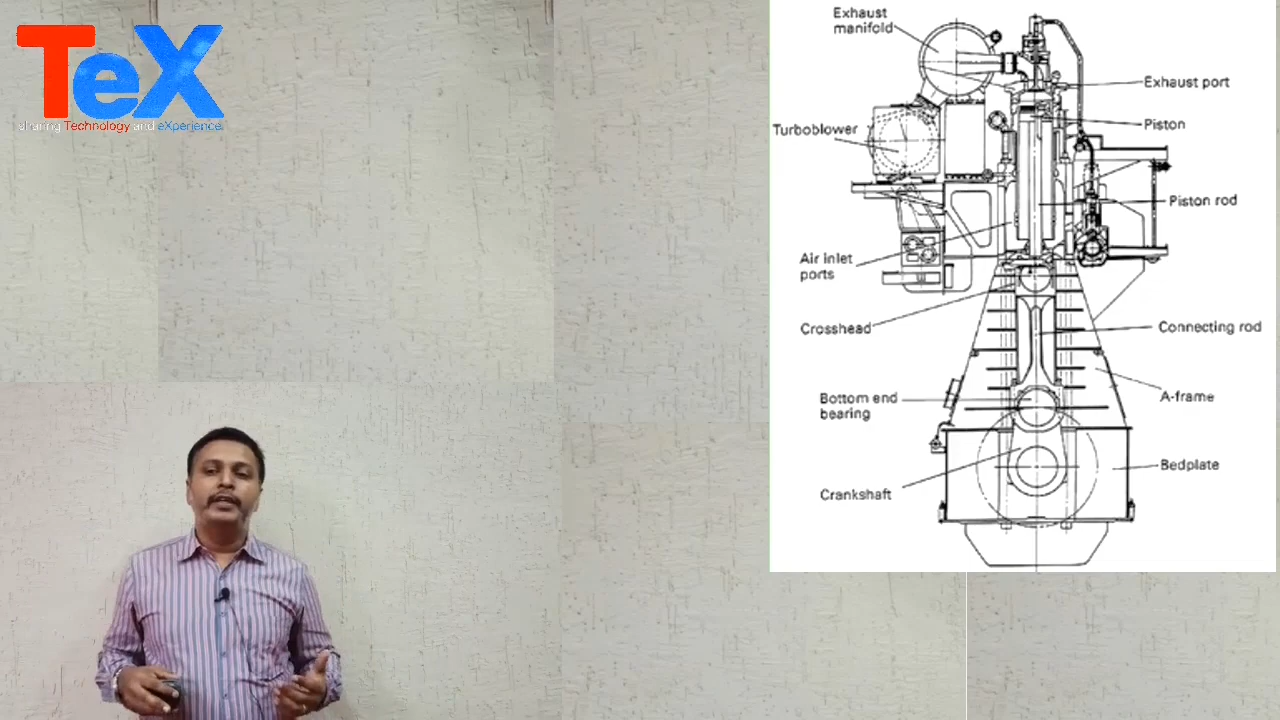 TeX
sharing Technology and eXperience
Exhaust
manifold
Exhaust port
Piston
Turboblower
Piston rod
Air inlet
ports
Crosshead
Connecting rod
Bottom end
bearing
A-frame
Bedplate
Crankshaft